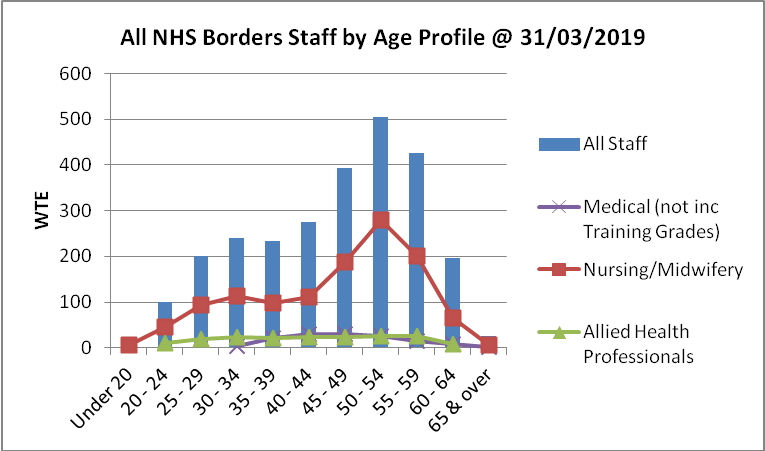 All NHS Borders Staff by Age Profile @ 31/03/2019
600
500
400
300
200
100
0
WTE
Under 20
20 - 24
25 - 29
30 - 34
35 - 39
40 - 44
45 - 49
50 - 54
55 - 59
60 - 64
65 & over
All Staff
Medical (not inc
Training Grades)
Nursing/Midwifery
Allied Health
Professionals